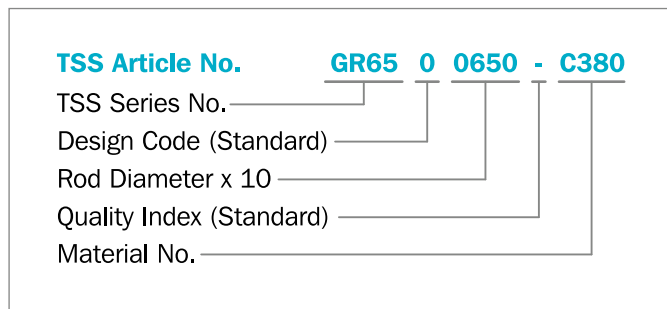 TSS Article No. GR65 0 0650 - C380
TSS Series No.
Design Code (Standard)
Rod Diameter x 10
Quality Index (Standard)
Material No.